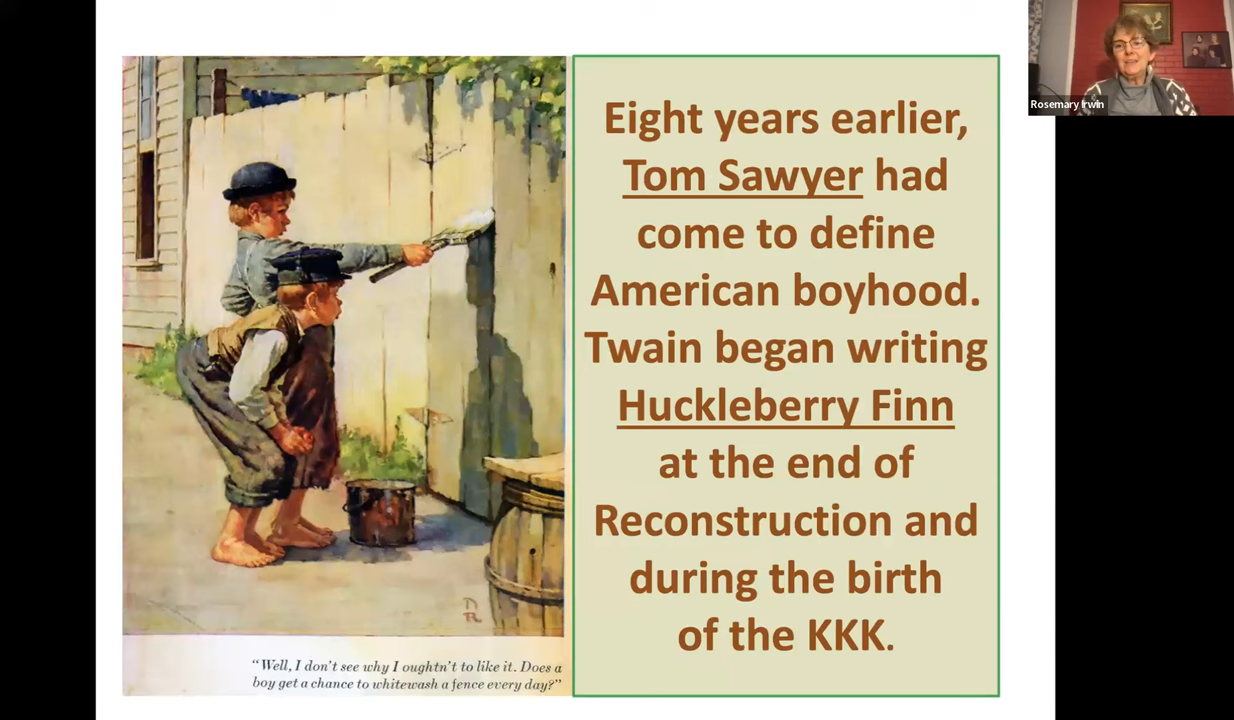 Eight years earlier,
Tom Sawyer had
come to define
American boyhood.
Twain began writing
Huckleberry Finn
at the end of
Reconstruction and
during the birth
of the KKK.
"Well, I don't see why I oughtn't to like it. Does a
boy get a chance to whitewash a fence every day?"
Rosemary Irwin